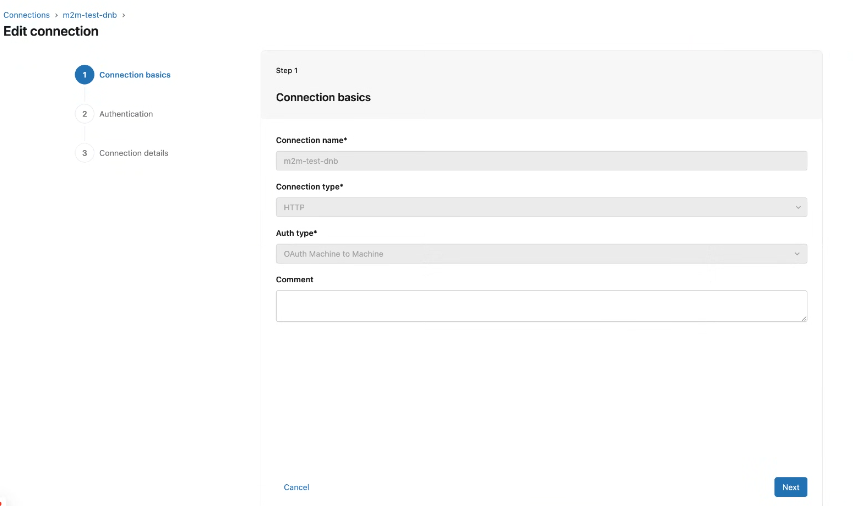 Connections > m2m-test-dnb >
Edit connection
1 Connection basics
2 Authentication
3 Connection details
Step 1
Connection basics
Connection name*
m2m-test-dnb
Connection type*
HTTP
Auth type*
OAuth Machine to Machine
Comment
Cancel
Next